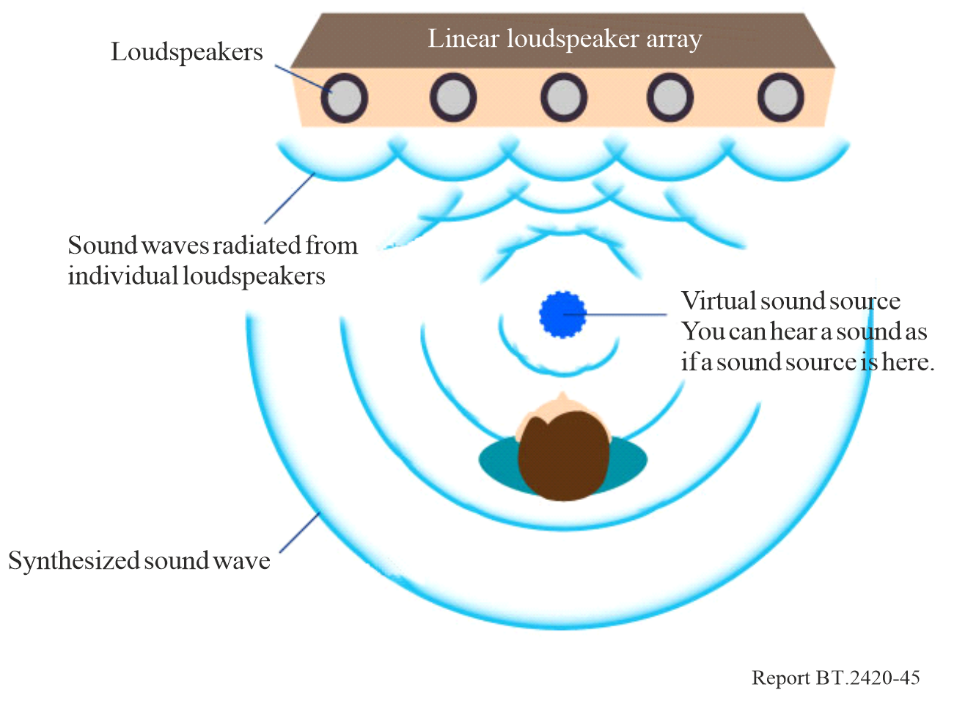 Linear loudspeaker array
Loudspeakers
Sound waves radiated from
individual loudspeakers
Virtual sound source
You can hear a sound as
if a sound source is here.
Synthesized sound wave
Report BT.2420-45